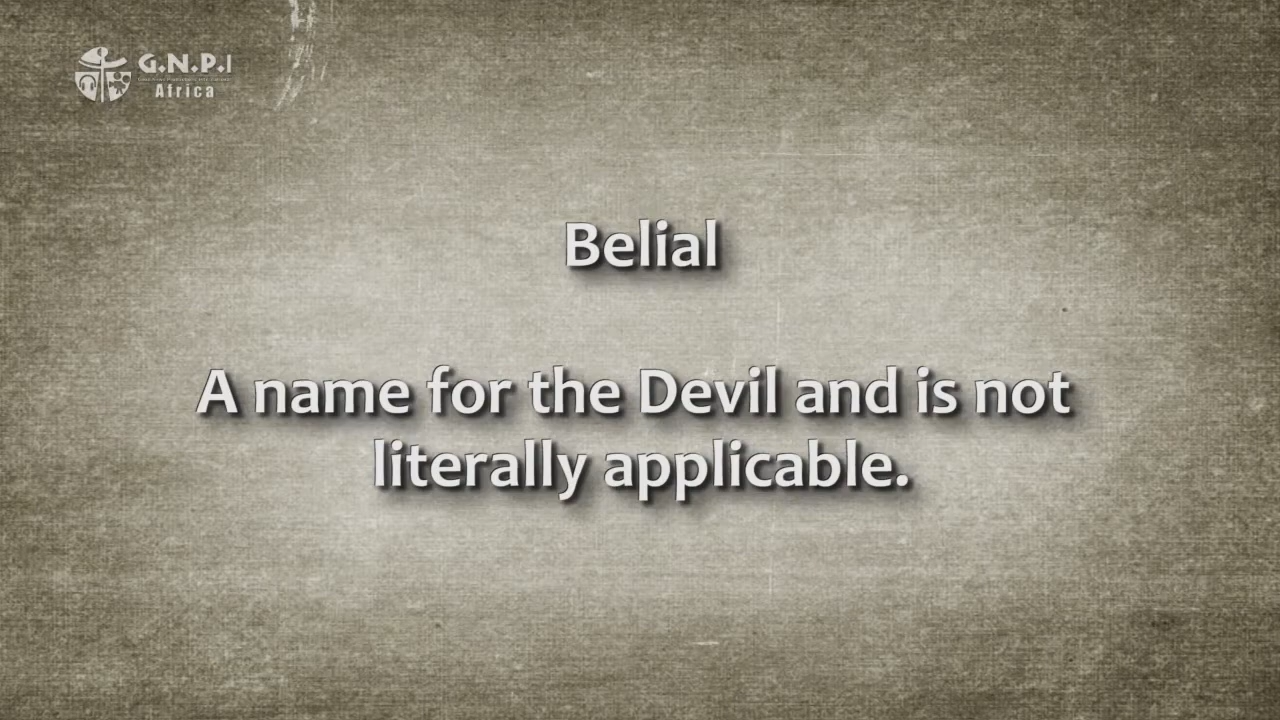 G.N.P.I
Africa
Belial
A name for the Devil and is not
literally applicable.